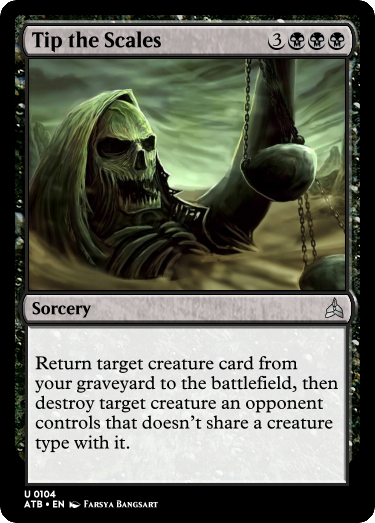 Tip the Scales 3
Sorcery
Return target creature card from
your graveyard to the battlefield, then
destroy target creature an opponent
controls that doesn't share a creature
type with it.
U 0104
ATB • EN Farsya Bangsart